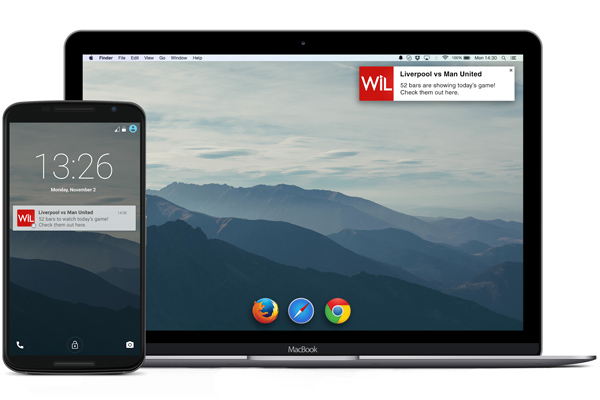 Finder File Edit View Go Window Help
100% Mon 14:30
WiL
Liverpool vs Man United
52 bars are showing today's game!
Check them out here.
13:26
Monday, November 2
WiL
Liverpool vs Man United
52 bars to watch today's game!
Check them out here.
MacBook